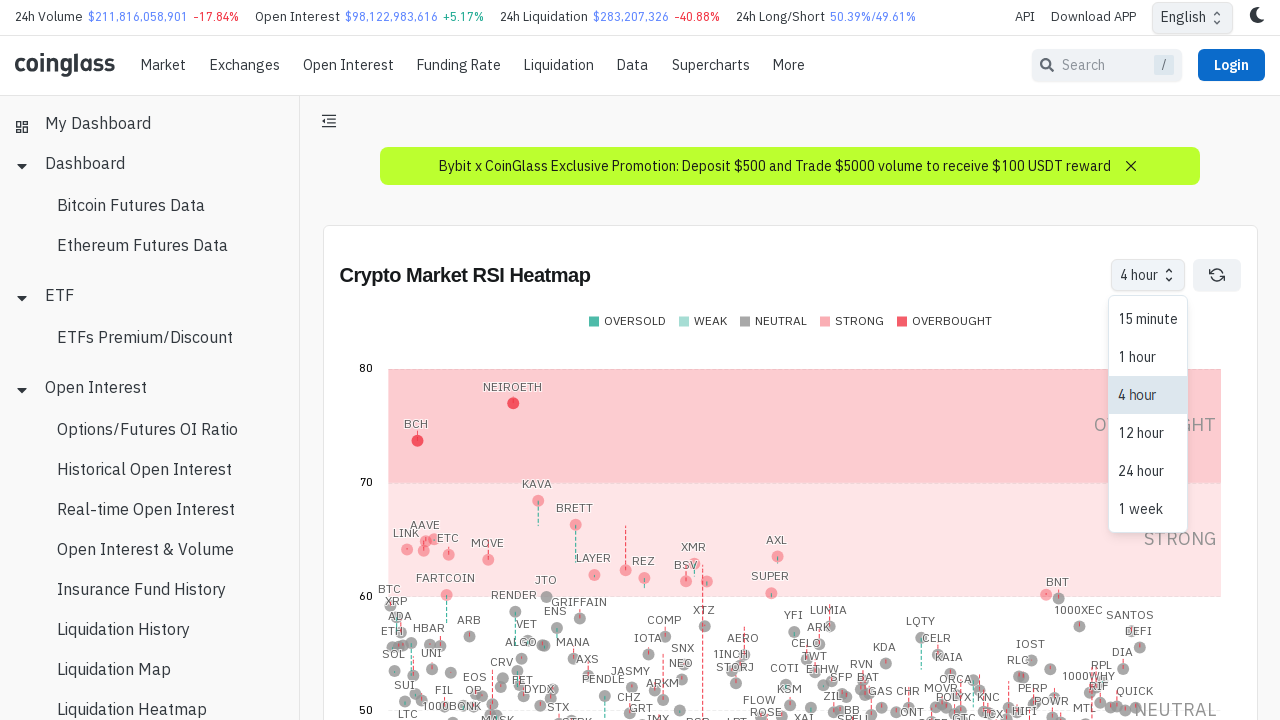 24h Volume $211,816,058,901 -17.84% Open Interest $98,122,983,616 +5.17% 24h Liquidation $283,207,326 -40.88% 24h Long/Short 50.39%/49.61% API Download APP English
coinglass Market Exchanges Open Interest Funding Rate Liquidation Data Supercharts More Search / Login
My Dashboard
Dashboard
Bitcoin Futures Data
Ethereum Futures Data
ETF
ETFs Premium/Discount
Open Interest
Options/Futures OI Ratio
Historical Open Interest
Real-time Open Interest
Open Interest & Volume
Insurance Fund History
Liquidation History
Liquidation Map
Liquidation Heatmap
Bybit x CoinGlass Exclusive Promotion: Deposit $500 and Trade $5000 volume to receive $100 USDT reward
Crypto Market RSI Heatmap
4 hour
15 minute
1 hour
4 hour
12 hour
24 hour
1 week
OVERSOLD WEAK NEUTRAL STRONG OVERBOUGHT
80
NEIROETH
BCH
70
KAVA
BRETT
AAVE
LINK ETC
MOVE
STRONG
XMR AXL
LAYER REZ BSV
FARTCOIN JTO SUPER BNT
BTC
60
RENDER
XRP GRIFFAIN
ENS XTZ LUMIA 1000XEC
ADA ARB VET COMP YFI LQTY SANTOS
ETH HBAR ARK DEFI
ALGO MANA IOTA AERO CELO CELR IOST
SOL UNI SNX 1INCH TWT KDA KAIA DIA
CRV AXS NEO STORJ COTI ETHW RVN RLC RPL
SUI EOS PET PENDLE JASMY ARKM SFP BAT ORCA 1000WHY
FIL OP DYDX CHZ KSM ZIL GAS CHR MOVR PERP RIF QUICK
LTC 1000BONK STX GRT FLOW BB POLYX KNC POWR MTL
50
MASK IMX ROSE XAI ONT ICX HIFI NEUTRAL